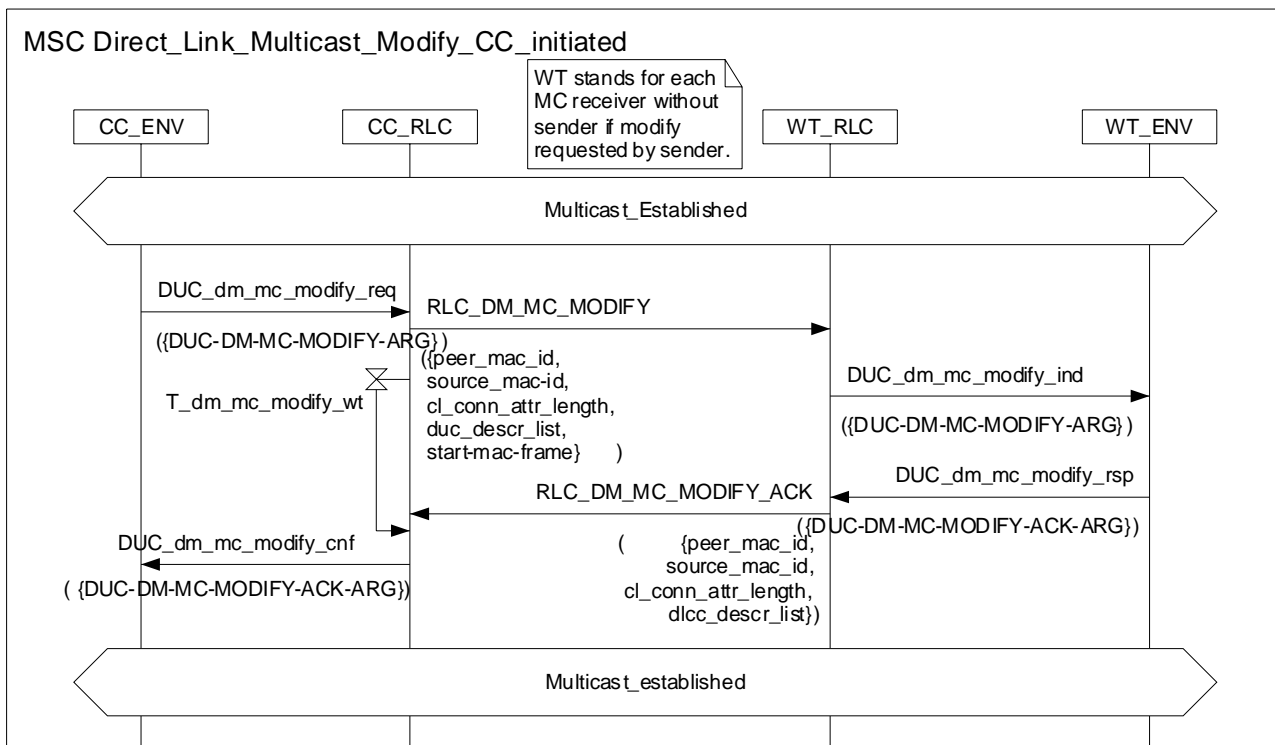 MSC Direct_Link_Multicast_Modify_CC_initiated
WT stands for each
MC receiver without
sender if modify
requested by sender.
CC_ENV
CC_RLC
WT_RLC
WT_ENV
Multicast_Established
DUC_dm_mc_modify_req
({DUC-DM-MC-MODIFY-ARG})
RLC_DM_MC_MODIFY
({peer_mac_id,
source_mac-id,
cl_conn_attr_length,
duc_descr_list,
start-mac-frame} )
T_dm_mc_modify_wt
DUC_dm_mc_modify_ind
({DUC-DM-MC-MODIFY-ARG})
DUC_dm_mc_modify_rsp
({DUC-DM-MC-MODIFY-ACK-ARG})
RLC_DM_MC_MODIFY_ACK
( {peer_mac_id,
source_mac_id,
cl_conn_attr_length,
dlcc_descr_list})
DUC_dm_mc_modify_cnf
( {DUC-DM-MC-MODIFY-ACK-ARG})
Multicast_established